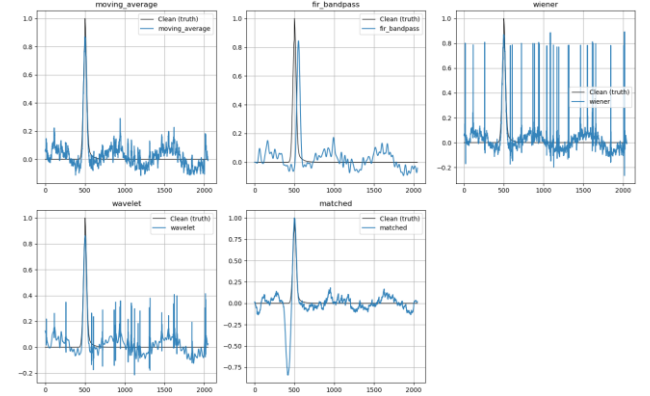 moving_average
1.0
0.8
0.6
0.4
0.2
0.0
Clean (truth)
moving_average
0 500 1000 1500 2000
fir_bandpass
1.0
0.8
0.6
0.4
0.2
0.0
Clean (truth)
fir_bandpass
0 500 1000 1500 2000
wiener
1.0
0.8
0.6
0.4
0.2
0.0
−0.2
Clean (truth)
wiener
0 500 1000 1500 2000
wavelet
1.0
0.8
0.6
0.4
0.2
0.0
−0.2
Clean (truth)
wavelet
0 500 1000 1500 2000
matched
1.00
0.75
0.50
0.25
0.00
−0.25
−0.50
−0.75
Clean (truth)
matched
0 500 1000 1500 2000